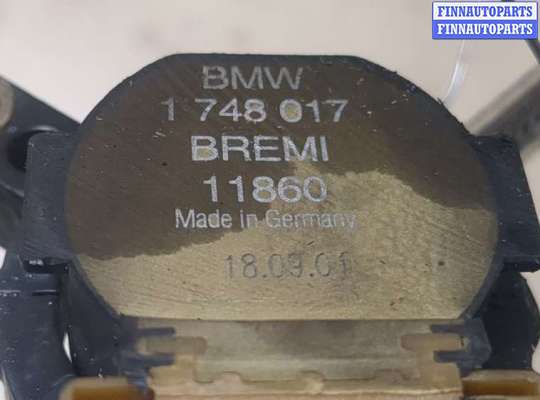 FINNAUTOPARTS
FINNAUTOPARTS
BMW
1 748 017
BREMI
11860
Made in Germany
18.09.01